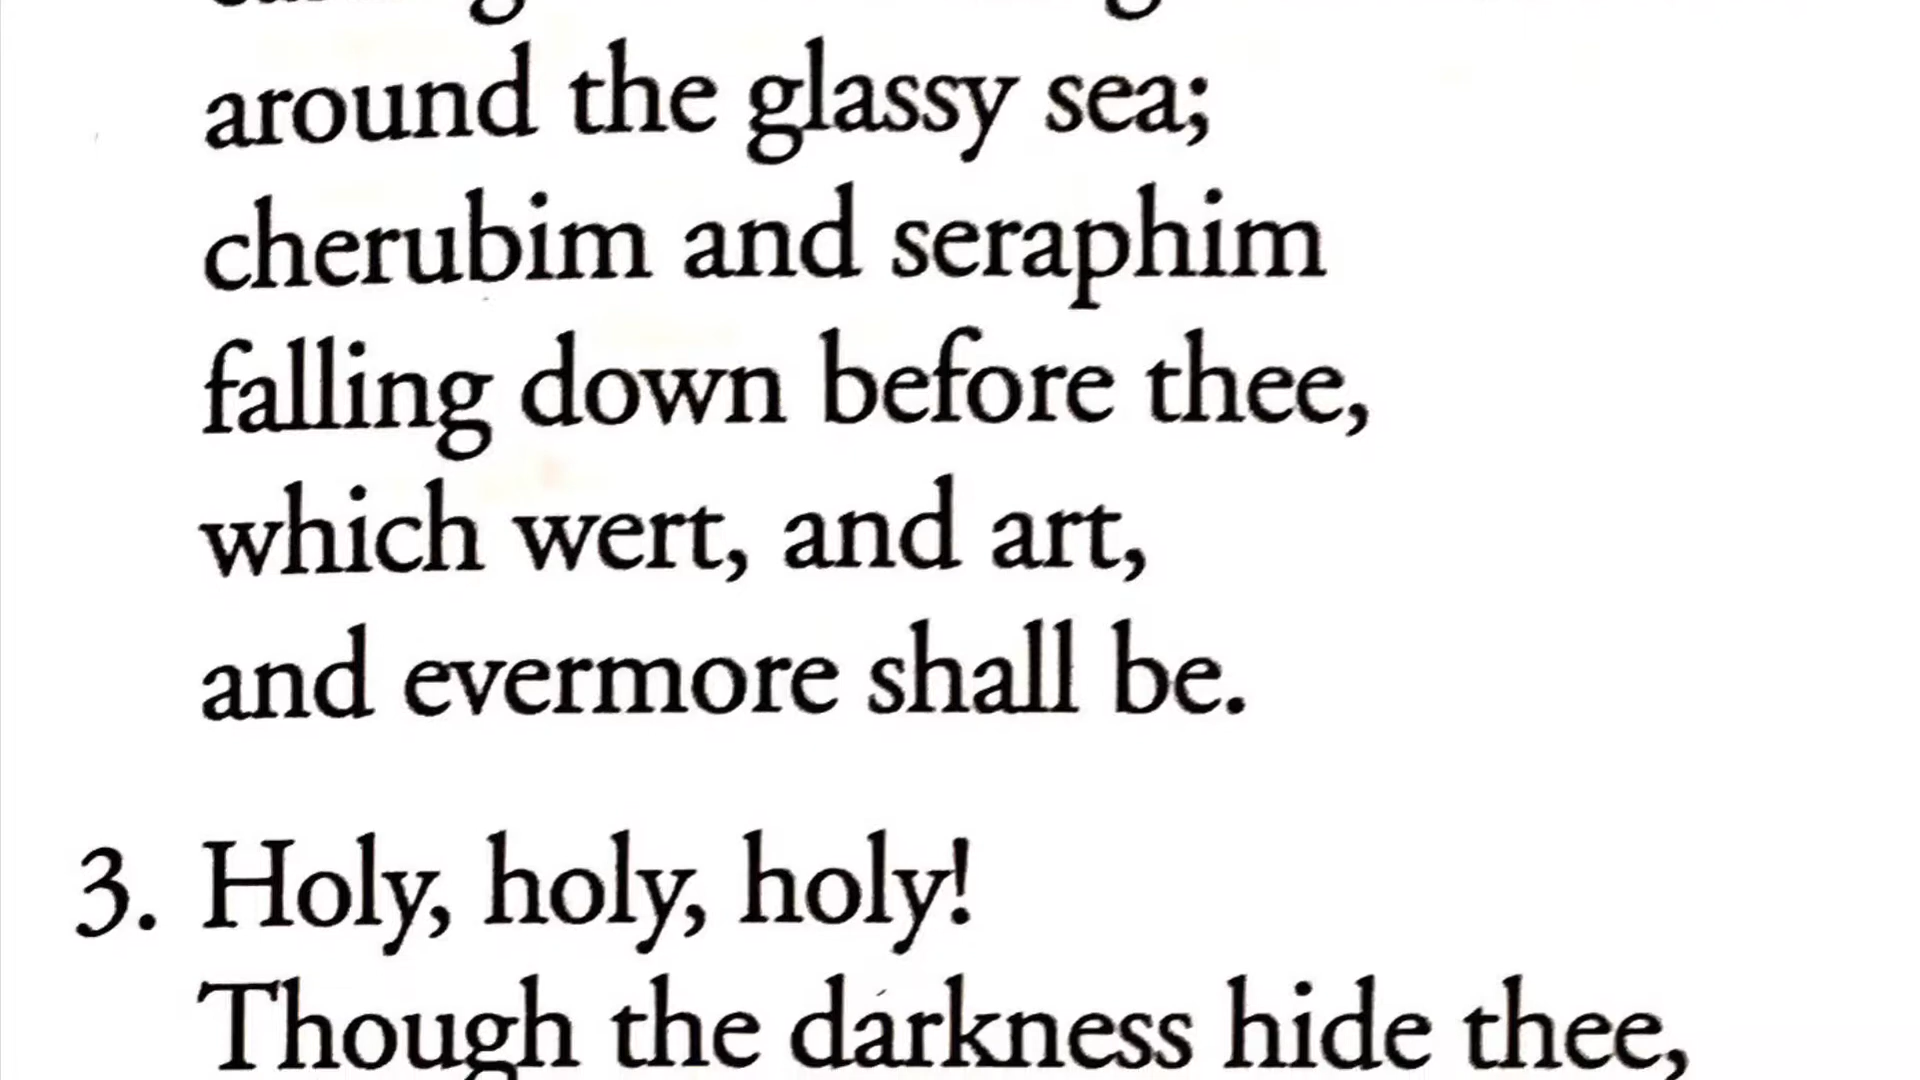 around the glassy sea;
cherubim and seraphim
falling down before thee,
which wert, and art,
and evermore shall be.
3. Holy, holy, holy!
Though the darkness hide thee,